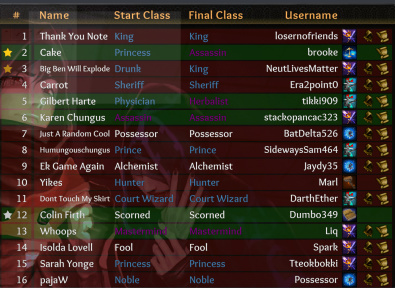 # Name Start Class Final Class Username
1 Thank You Note King King losernofriends
2 Cake Princess Assassin brooke
3 Big Ben Will Explode Drunk King NeutLivesMatter
4 Carrot Sheriff Sheriff Era2point0
5 Gilbert Harte Physician tikki909
6 Karen Chungus Assassin Assassin stackopancac323
7 Just A Random Cool Possessor Possessor BatDelta526
8 Humungouschungus Prince Prince SidewaysSam464
9 Ek Game Again Alchemist Alchemist Jaydy35
10 Yikes Hunter Hunter Marl
11 Dont Touch My Skirt Court Wizard Court Wizard DarthEther
12 Colin Firth Scorned Scorned Dumbo349
13 Whoops Mastermind Mastermind Liq
14 Isolda Lovell Fool Fool Spark
15 Sarah Yonge Princess Princess Tteokbokki
16 pajaW Noble Noble Possessor